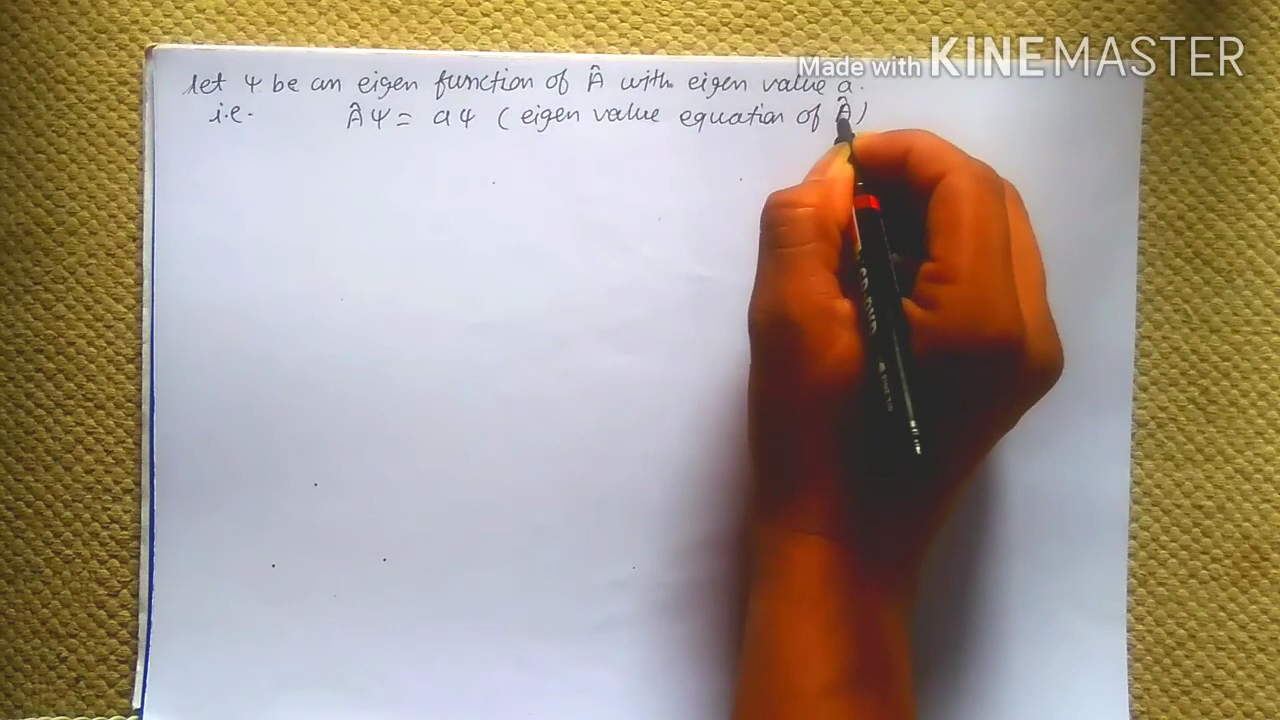 Made with KINEMASTER
let Ψ be an eigen function of Â with eigen value a.
i.e. ÂΨ = aΨ (eigen value equation of Â)